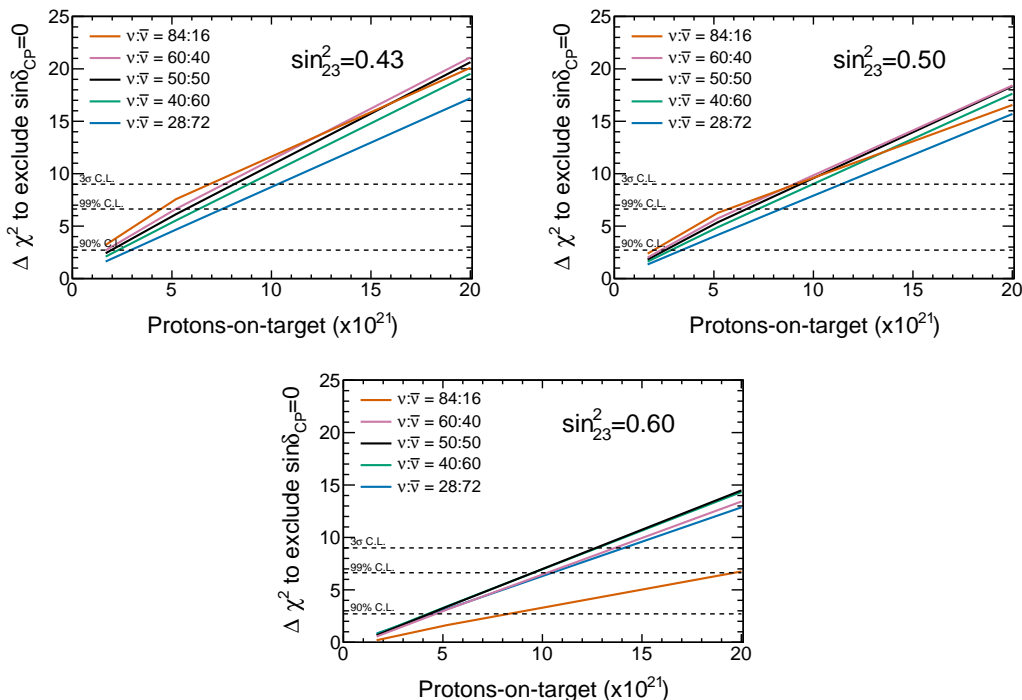 Δ χ² to exclude sinδCP=0
25
20
15
10
5
0
ν:ν̅ = 84:16
ν:ν̅ = 60:40
ν:ν̅ = 50:50
ν:ν̅ = 40:60
ν:ν̅ = 28:72
sin²23=0.43
3σ C.L.
99% C.L.
90% C.L.
0 5 10 15 20
Protons-on-target (x10²¹)
Δ χ² to exclude sinδCP=0
25
20
15
10
5
0
ν:ν̅ = 84:16
ν:ν̅ = 60:40
ν:ν̅ = 50:50
ν:ν̅ = 40:60
ν:ν̅ = 28:72
sin²23=0.50
3σ C.L.
99% C.L.
90% C.L.
0 5 10 15 20
Protons-on-target (x10²¹)
Δ χ² to exclude sinδCP=0
25
20
15
10
5
0
ν:ν̅ = 84:16
ν:ν̅ = 60:40
ν:ν̅ = 50:50
ν:ν̅ = 40:60
ν:ν̅ = 28:72
sin²23=0.60
3σ C.L.
99% C.L.
90% C.L.
0 5 10 15 20
Protons-on-target (x10²¹)